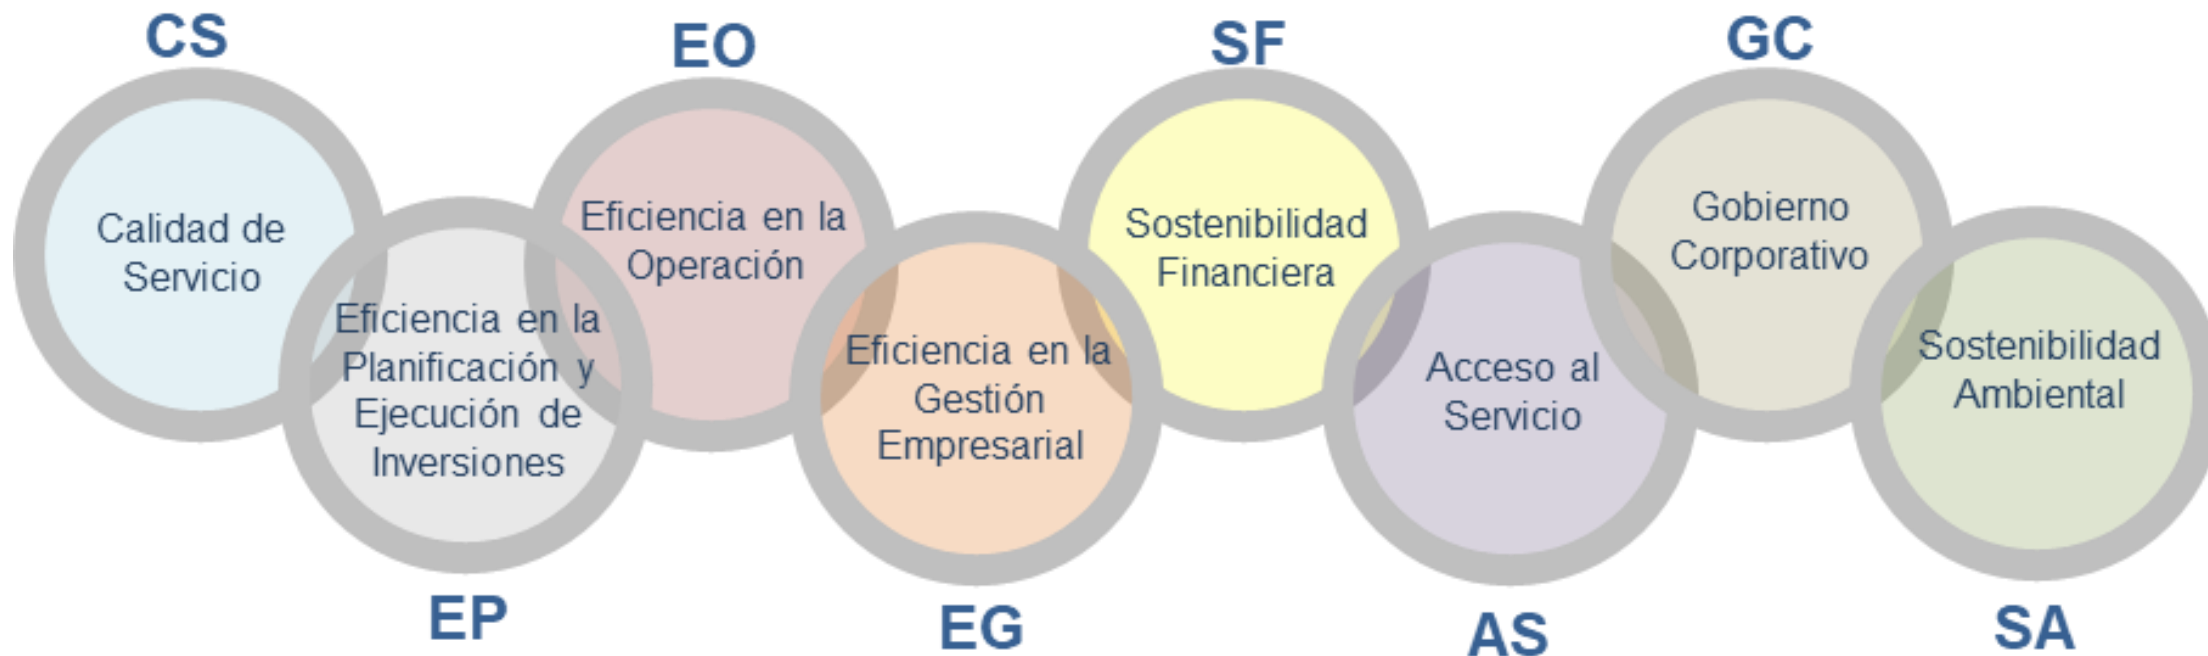 CS
Calidad de
Servicio
EP
Eficiencia en la
Planificación y
Ejecución de
Inversiones
EO
Eficiencia en la
Operación
EG
Eficiencia en la
Gestión
Empresarial
SF
Sostenibilidad
Financiera
AS
Acceso al
Servicio
GC
Gobierno
Corporativo
SA
Sostenibilidad
Ambiental